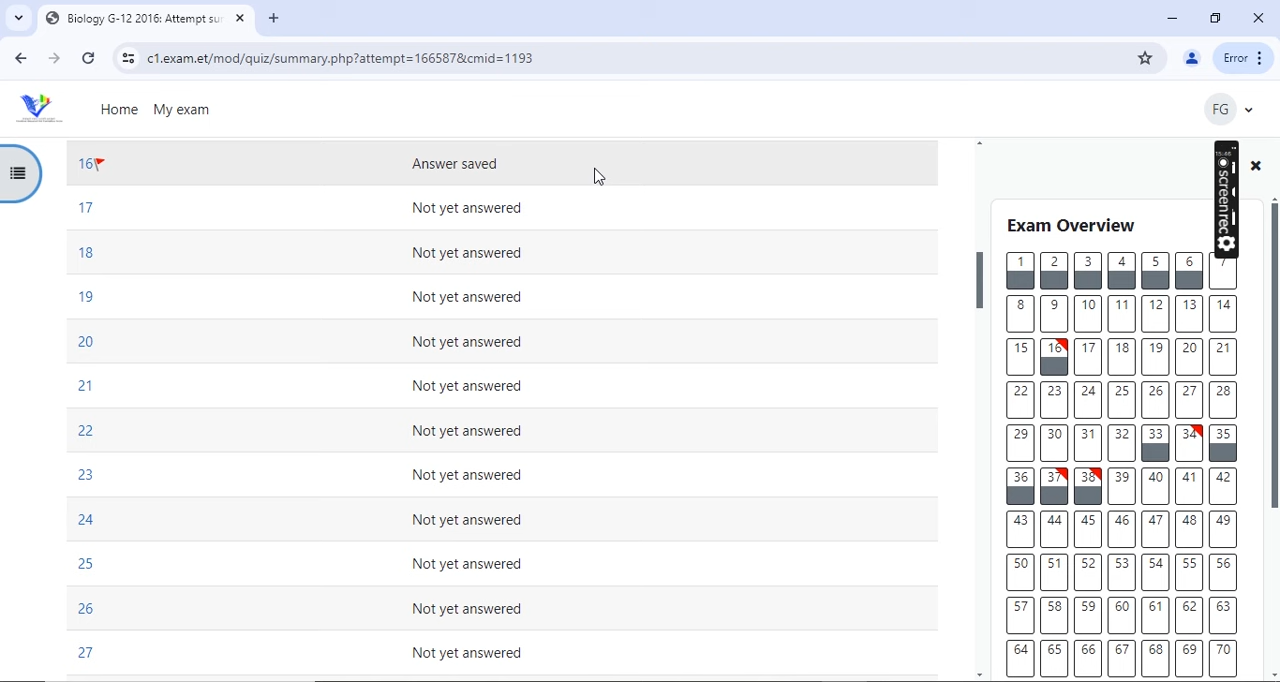 Biology G-12 2016: Attempt su
c1.exam.et/mod/quiz/summary.php?attempt=166587&cmid=1193
Error
Home My exam
FG
16 Answer saved
17 Not yet answered
18 Not yet answered
19 Not yet answered
20 Not yet answered
21 Not yet answered
22 Not yet answered
23 Not yet answered
24 Not yet answered
25 Not yet answered
26 Not yet answered
27 Not yet answered
15:46
screenrec
Exam Overview
1 2 3 4 5 6 7
8 9 10 11 12 13 14
15 16 17 18 19 20 21
22 23 24 25 26 27 28
29 30 31 32 33 34 35
36 37 38 39 40 41 42
43 44 45 46 47 48 49
50 51 52 53 54 55 56
57 58 59 60 61 62 63
64 65 66 67 68 69 70